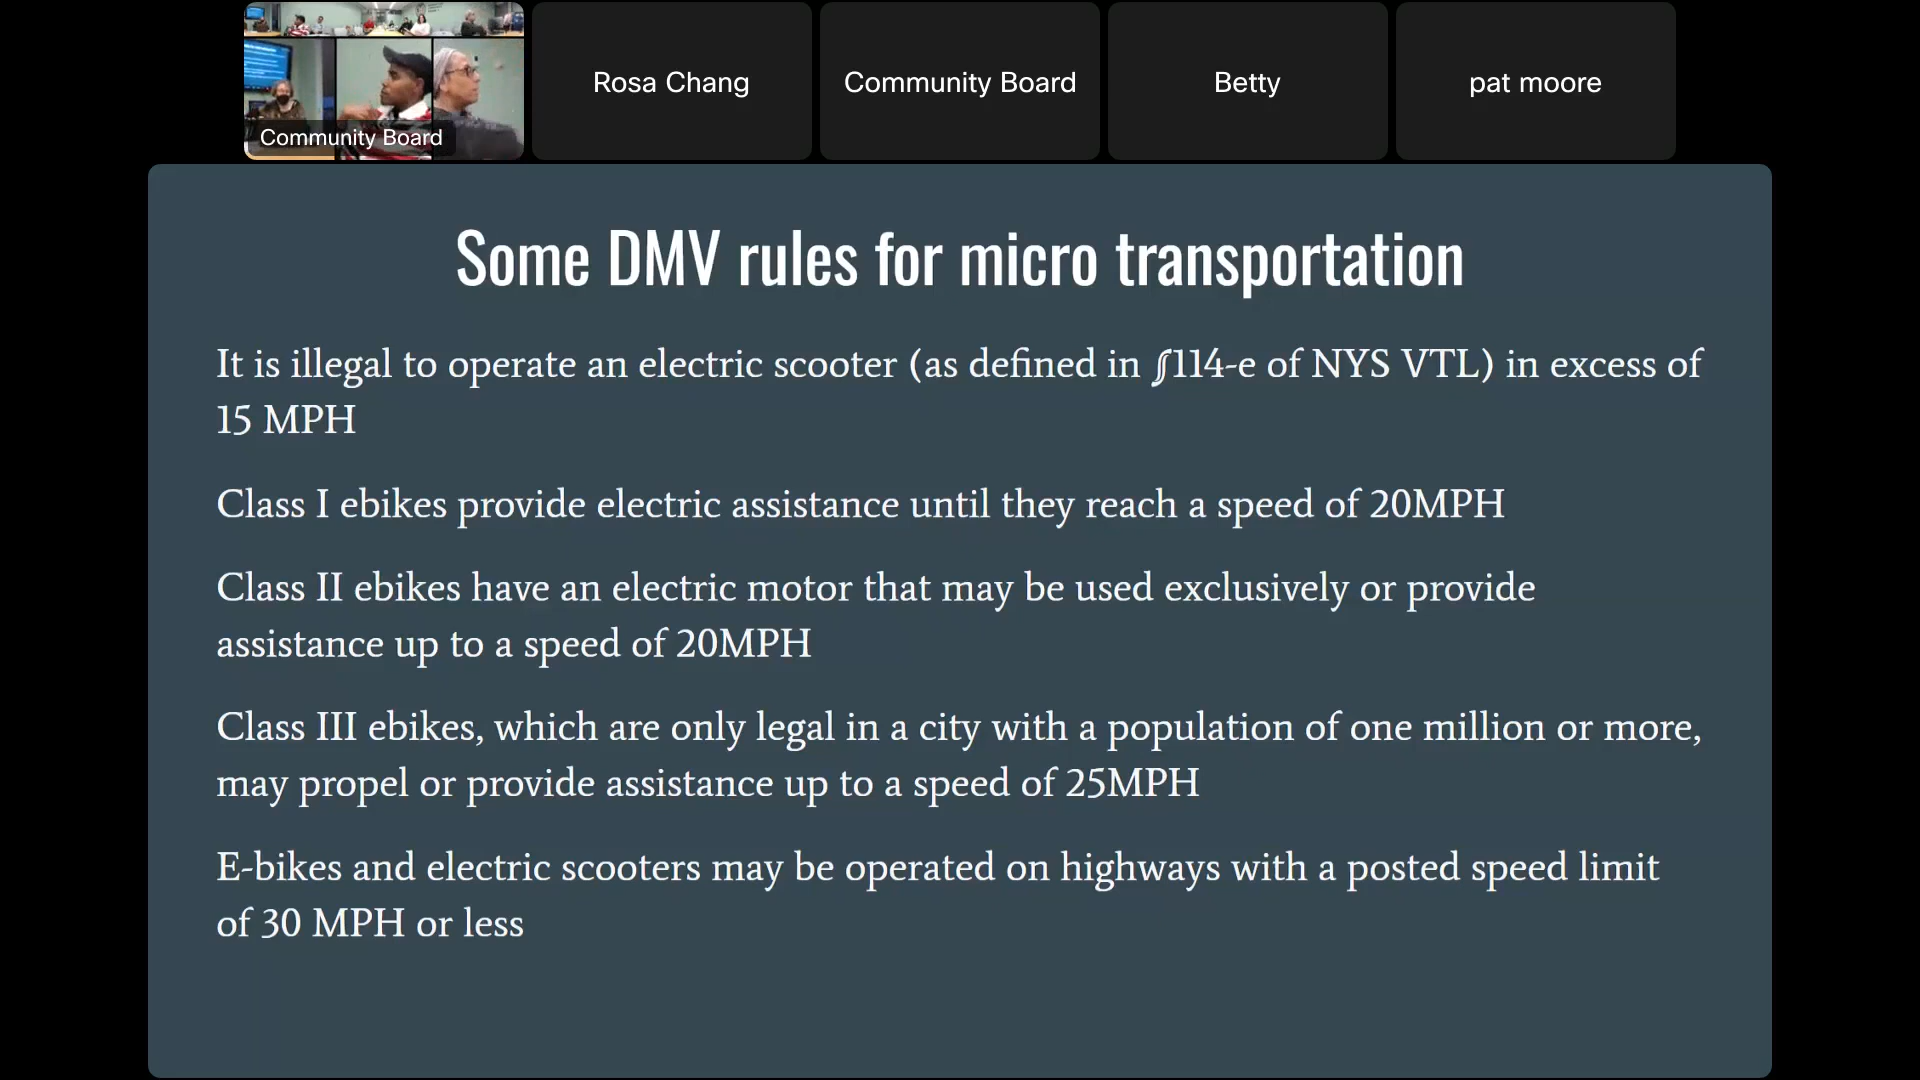 Community Board
Rosa Chang
Community Board
Betty
pat moore
Some DMV rules for micro transportation
It is illegal to operate an electric scooter (as defined in §114-e of NYS VTL) in excess of
15 MPH
Class I ebikes provide electric assistance until they reach a speed of 20MPH
Class II ebikes have an electric motor that may be used exclusively or provide
assistance up to a speed of 20MPH
Class III ebikes, which are only legal in a city with a population of one million or more,
may propel or provide assistance up to a speed of 25MPH
E-bikes and electric scooters may be operated on highways with a posted speed limit
of 30 MPH or less